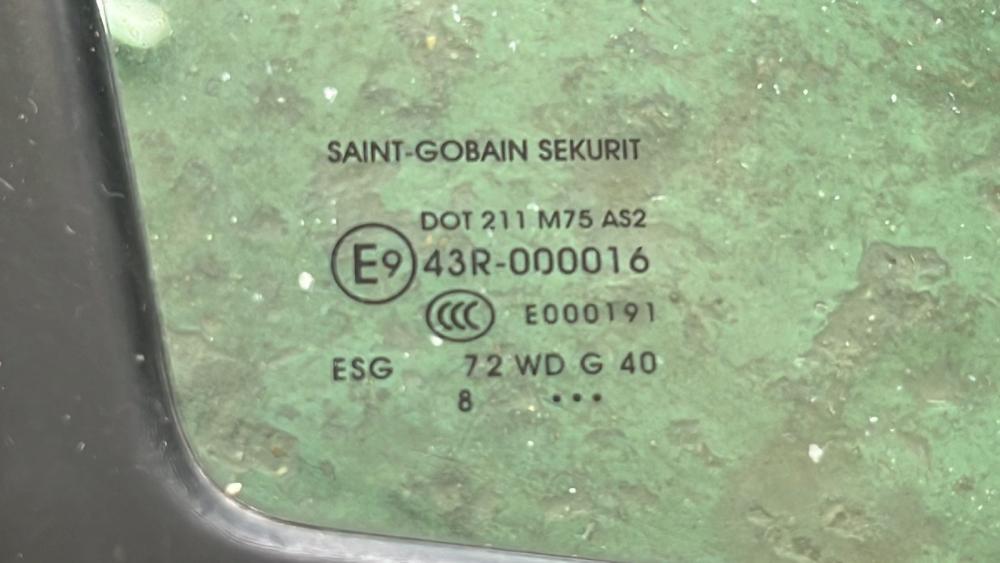 SAINT-GOBAIN SEKURIT
DOT 211 M75 AS2
E9 43R-000016
CCC E000191
ESG 72 WD G 40
8 •••